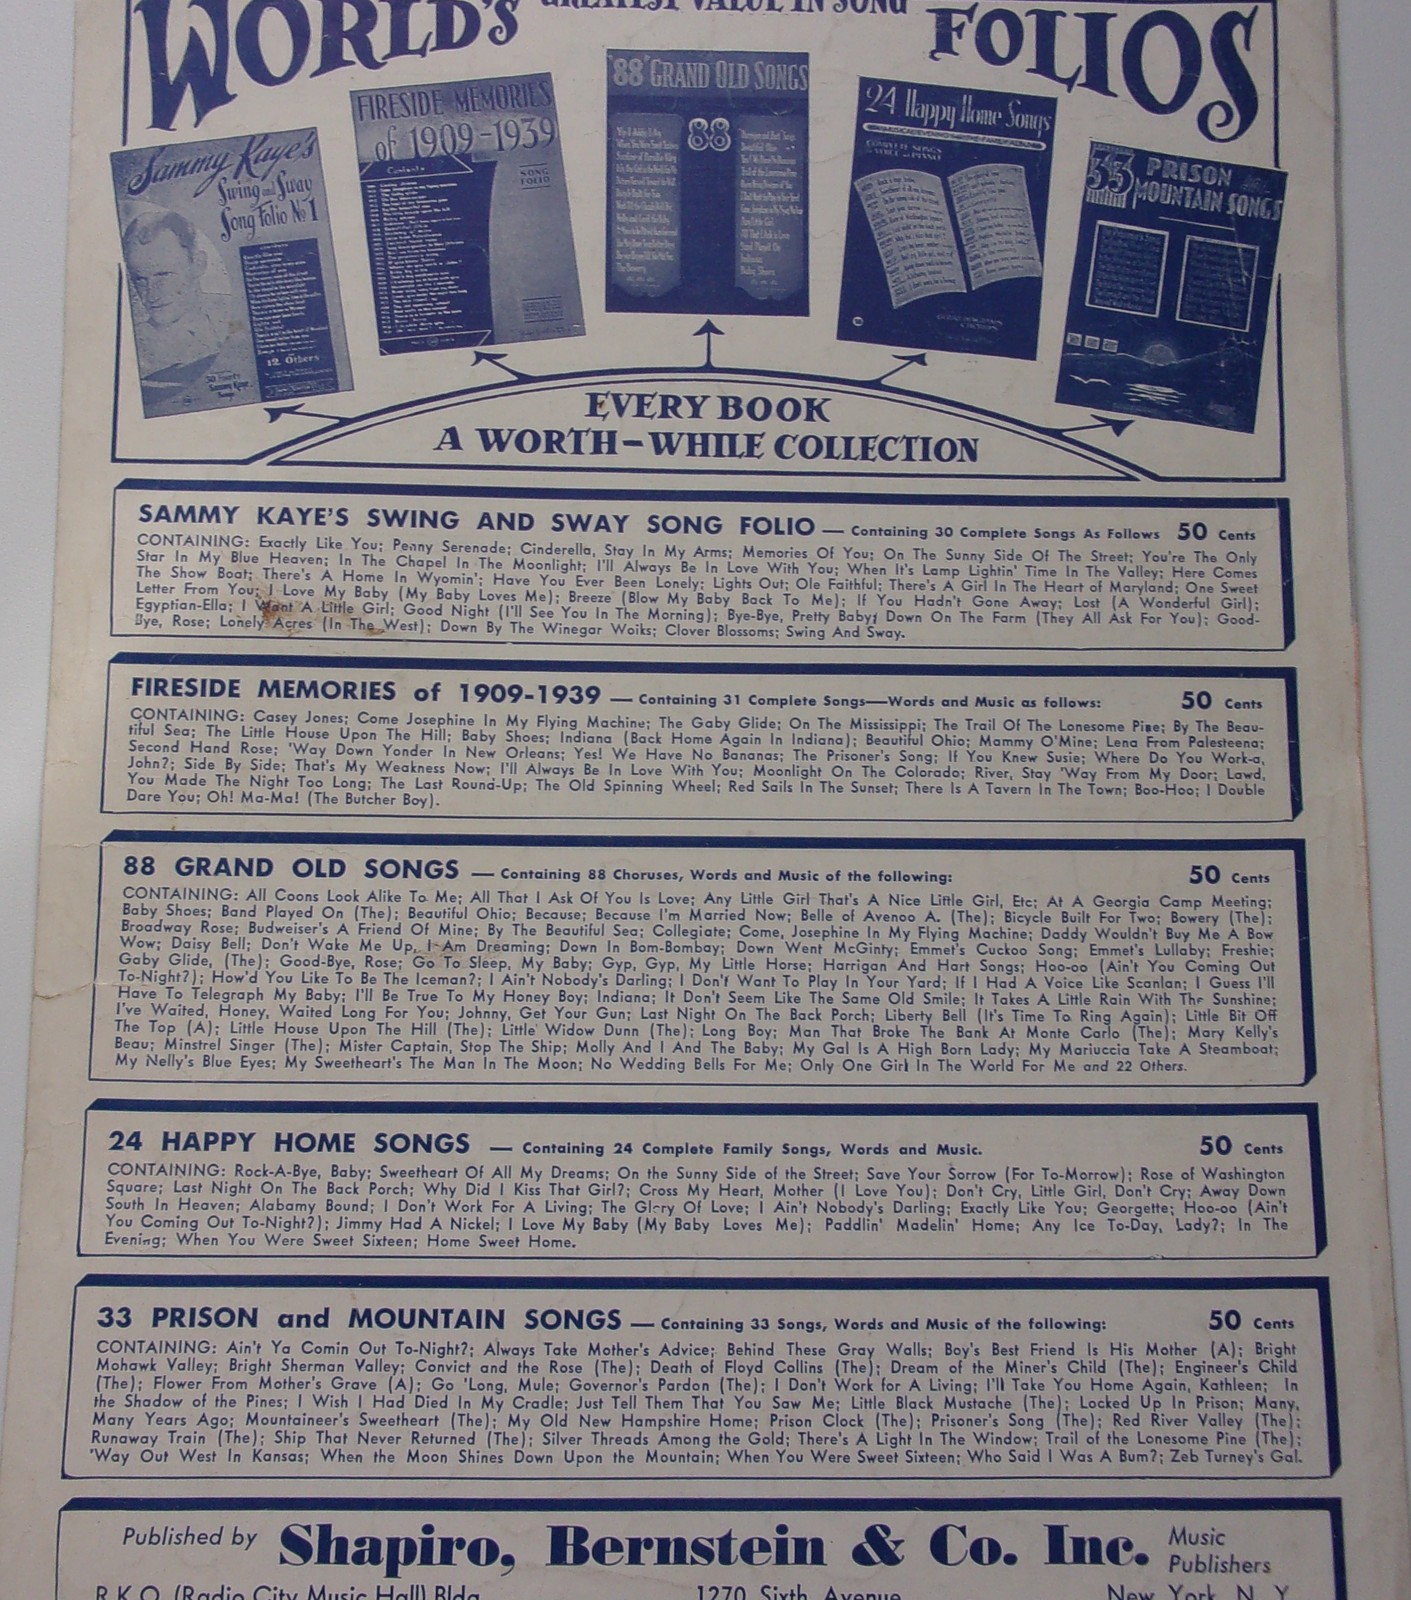 WORLD'S GREATEST VALUE IN SONG FOLIOS
Sammy Kaye's
Swing and Sway
Song Folio No 1
12 Others
FIRESIDE MEMORIES
of 1909-1939
Contents
SONG
FOLIO
"88" GRAND OLD SONGS
88
24 Happy Home Songs
33 PRISON
MOUNTAIN SONGS
EVERY BOOK
A WORTH-WHILE COLLECTION
SAMMY KAYE'S SWING AND SWAY SONG FOLIO — Containing 30 Complete Songs As Follows 50 Cents
CONTAINING: Exactly Like You; Penny Serenade; Cinderella, Stay In My Arms; Memories Of You; On The Sunny Side Of The Street; You're The Only
Star In My Blue Heaven; In The Chapel In The Moonlight; I'll Always Be In Love With You; When It's Lamp Lightin' Time In The Valley; Here Comes
The Show Boat; There's A Home In Wyomin'; Have You Ever Been Lonely; Lights Out; Ole Faithful; There's A Girl In The Heart of Maryland; One Sweet
Letter From You; I Love My Baby (My Baby Loves Me); Breeze (Blow My Baby Back To Me); If You Hadn't Gone Away; Lost (A Wonderful Girl);
Egyptian-Ella; I Want A Little Girl; Good Night (I'll See You In The Morning); Bye-Bye, Pretty Baby; Down On The Farm (They All Ask For You); Good-
Bye, Rose; Lonely Acres (In The West); Down By The Winegar Woiks; Clover Blossoms; Swing And Sway.
FIRESIDE MEMORIES of 1909-1939 — Containing 31 Complete Songs—Words and Music as follows: 50 Cents
CONTAINING: Casey Jones; Come Josephine In My Flying Machine; The Gaby Glide; On The Mississippi; The Trail Of The Lonesome Pine; By The Beau-
tiful Sea; The Little House Upon The Hill; Baby Shoes; Indiana (Back Home Again In Indiana); Beautiful Ohio; Mammy O'Mine; Lena From Palesteena;
Second Hand Rose; 'Way Down Yonder In New Orleans; Yes! We Have No Bananas; The Prisoner's Song; If You Knew Susie; Where Do You Work-a,
John?; Side By Side; That's My Weakness Now; I'll Always Be In Love With You; Moonlight On The Colorado; River, Stay 'Way From My Door; Lawd,
You Made The Night Too Long; The Last Round-Up; The Old Spinning Wheel; Red Sails In The Sunset; There Is A Tavern In The Town; Boo-Hoo; I Double
Dare You; Oh! Ma-Ma! (The Butcher Boy).
88 GRAND OLD SONGS — Containing 88 Choruses, Words and Music of the following: 50 Cents
CONTAINING: All Coons Look Alike To Me; All That I Ask Of You Is Love; Any Little Girl That's A Nice Little Girl, Etc; At A Georgia Camp Meeting;
Baby Shoes; Band Played On (The); Beautiful Ohio; Because; Because I'm Married Now; Belle of Avenoo A. (The); Bicycle Built For Two; Bowery (The);
Broadway Rose; Budweiser's A Friend Of Mine; By The Beautiful Sea; Collegiate; Come, Josephine In My Flying Machine; Daddy Wouldn't Buy Me A Bow
Wow; Daisy Bell; Don't Wake Me Up, I Am Dreaming; Down In Bom-Bombay; Down Went McGinty; Emmet's Cuckoo Song; Emmet's Lullaby; Freshie;
Gaby Glide, (The); Good-Bye, Rose; Go To Sleep, My Baby; Gyp, Gyp, My Little Horse; Harrigan And Hart Songs; Hoo-oo (Ain't You Coming Out
To-Night?); How'd You Like To Be The Iceman?; I Ain't Nobody's Darling; I Don't Want To Play In Your Yard; If I Had A Voice Like Scanlan; I Guess I'll
Have To Telegraph My Baby; I'll Be True To My Honey Boy; Indiana; It Don't Seem Like The Same Old Smile; It Takes A Little Rain With The Sunshine;
I've Waited, Honey, Waited Long For You; Johnny, Get Your Gun; Last Night On The Back Porch; Liberty Bell (It's Time To Ring Again); Little Bit Off
The Top (A); Little House Upon The Hill (The); Little Widow Dunn (The); Long Boy; Man That Broke The Bank At Monte Carlo (The); Mary Kelly's
Beau; Minstrel Singer (The); Mister Captain, Stop The Ship; Molly And I And The Baby; My Gal Is A High Born Lady; My Mariuccia Take A Steamboat;
My Nelly's Blue Eyes; My Sweetheart's The Man In The Moon; No Wedding Bells For Me; Only One Girl In The World For Me and 22 Others.
24 HAPPY HOME SONGS — Containing 24 Complete Family Songs, Words and Music. 50 Cents
CONTAINING: Rock-A-Bye, Baby; Sweetheart Of All My Dreams; On the Sunny Side of the Street; Save Your Sorrow (For To-Morrow); Rose of Washington
Square; Last Night On The Back Porch; Why Did I Kiss That Girl?; Cross My Heart, Mother (I Love You); Don't Cry, Little Girl, Don't Cry; Away Down
South In Heaven; Alabamy Bound; I Don't Work For A Living; The Glory Of Love; I Ain't Nobody's Darling; Exactly Like You; Georgette; Hoo-oo (Ain't
You Coming Out To-Night?); Jimmy Had A Nickel; I Love My Baby (My Baby Loves Me); Paddlin' Madelin' Home; Any Ice To-Day, Lady?; In The
Evening; When You Were Sweet Sixteen; Home Sweet Home.
33 PRISON and MOUNTAIN SONGS — Containing 33 Songs, Words and Music of the following: 50 Cents
CONTAINING: Ain't Ya Comin Out To-Night?; Always Take Mother's Advice; Behind These Gray Walls; Boy's Best Friend Is His Mother (A); Bright
Mohawk Valley; Bright Sherman Valley; Convict and the Rose (The); Death of Floyd Collins (The); Dream of the Miner's Child (The); Engineer's Child
(The); Flower From Mother's Grave (A); Go 'Long, Mule; Governor's Pardon (The); I Don't Work for A Living; I'll Take You Home Again, Kathleen; In
the Shadow of the Pines; I Wish I Had Died In My Cradle; Just Tell Them That You Saw Me; Little Black Mustache (The); Locked Up In Prison; Many,
Many Years Ago; Mountaineer's Sweetheart (The); My Old New Hampshire Home; Prison Clock (The); Prisoner's Song (The); Red River Valley (The);
Runaway Train (The); Ship That Never Returned (The); Silver Threads Among the Gold; There's A Light In The Window; Trail of the Lonesome Pine (The);
'Way Out West In Kansas; When the Moon Shines Down Upon the Mountain; When You Were Sweet Sixteen; Who Said I Was A Bum?; Zeb Turney's Gal.
Published by Shapiro, Bernstein & Co. Inc. Music Publishers
R.K.O. (Radio City Music Hall) Bldg. 1270 Sixth Avenue New York, N. Y.